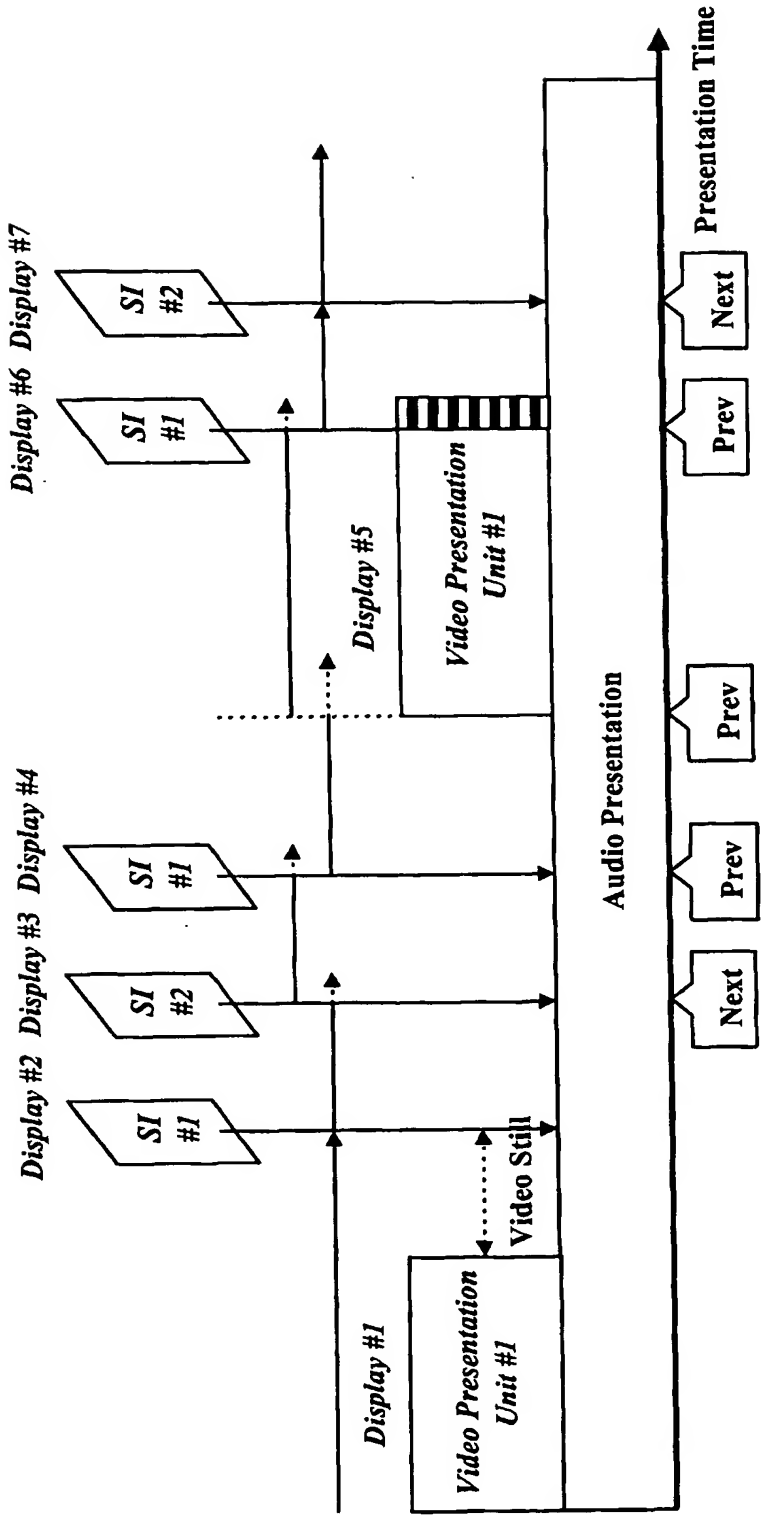 Display #2
Display #3
Display #4
Display #6
Display #7
SI
#1
SI
#2
SI
#1
SI
#1
SI
#2
Display #1
Display #5
Video Presentation
Unit #1
Video Still
Video Presentation
Unit #1
Audio Presentation
Presentation Time
Next
Prev
Prev
Prev
Next